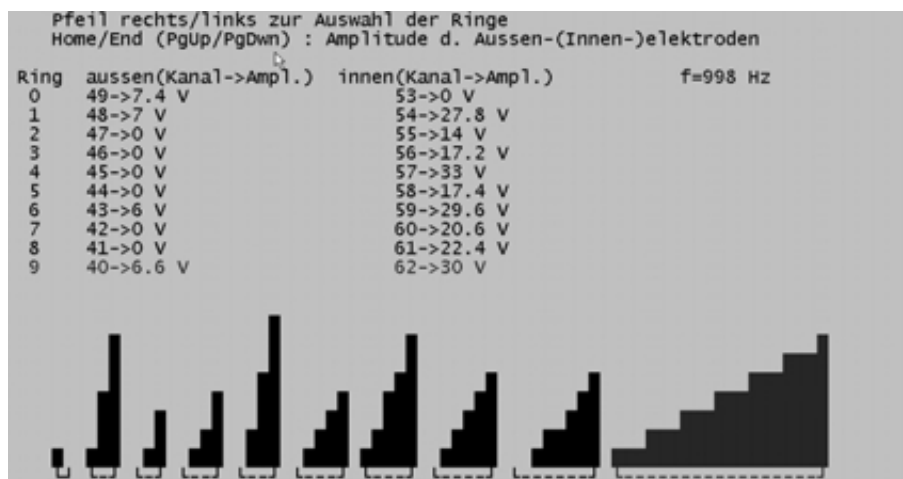 Pfeil rechts/links zur Auswahl der Ringe
Home/End (PgUp/PgDwn) : Amplitude d. Aussen-(Innen-)elektroden
Ring aussen(Kanal->Ampl.) innen(Kanal->Ampl.) f=998 Hz
0 49->7.4 V 53->0 V
1 48->7 V 54->27.8 V
2 47->0 V 55->14 V
3 46->0 V 56->17.2 V
4 45->0 V 57->33 V
5 44->0 V 58->17.4 V
6 43->6 V 59->29.6 V
7 42->0 V 60->20.6 V
8 41->0 V 61->22.4 V
9 40->6.6 V 62->30 V